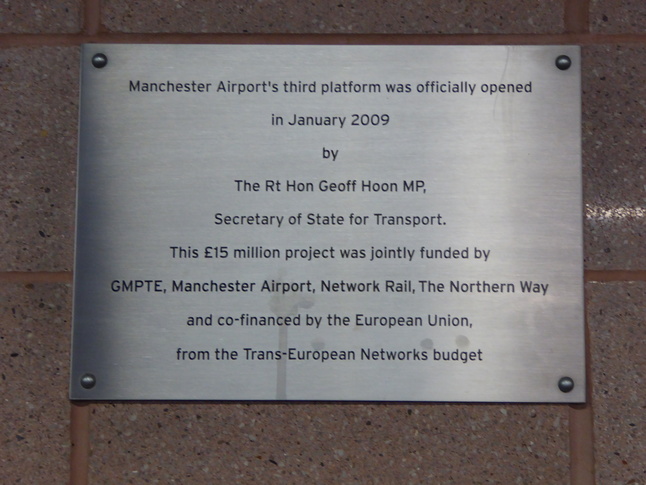 Manchester Airport's third platform was officially opened
in January 2009
by
The Rt Hon Geoff Hoon MP,
Secretary of State for Transport.
This £15 million project was jointly funded by
GMPTE, Manchester Airport, Network Rail, The Northern Way
and co-financed by the European Union,
from the Trans-European Networks budget